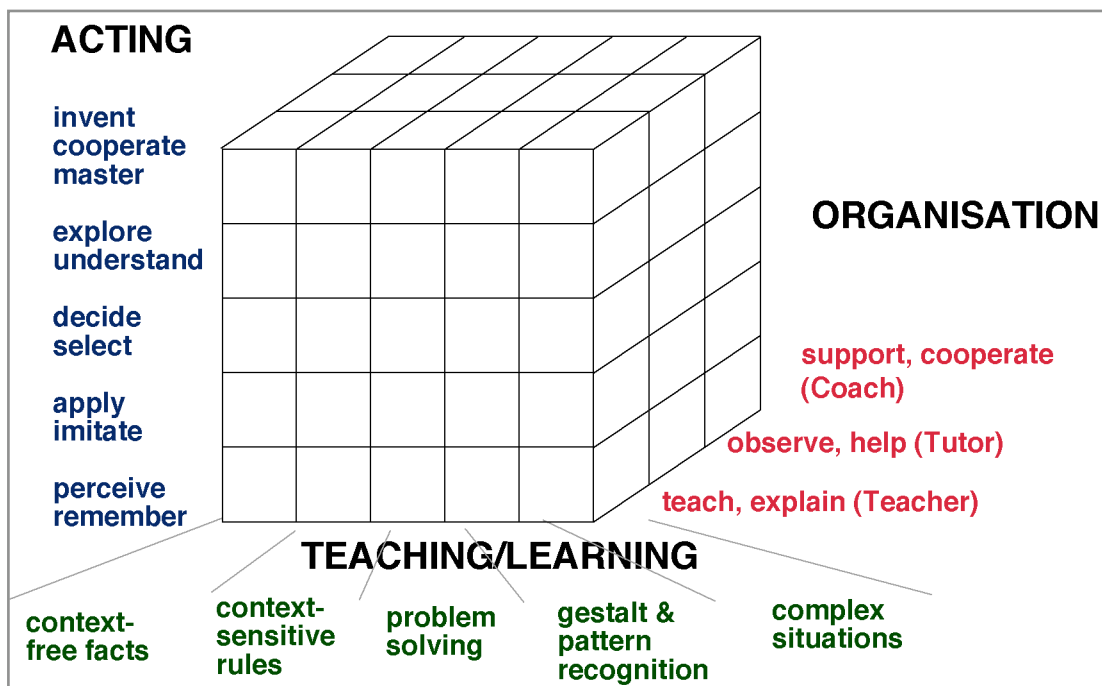 ACTING
invent
cooperate
master
explore
understand
decide
select
apply
imitate
perceive
remember
ORGANISATION
support, cooperate
(Coach)
observe, help (Tutor)
teach, explain (Teacher)
TEACHING/LEARNING
context-
free facts
context-
sensitive
rules
problem
solving
gestalt &
pattern
recognition
complex
situations